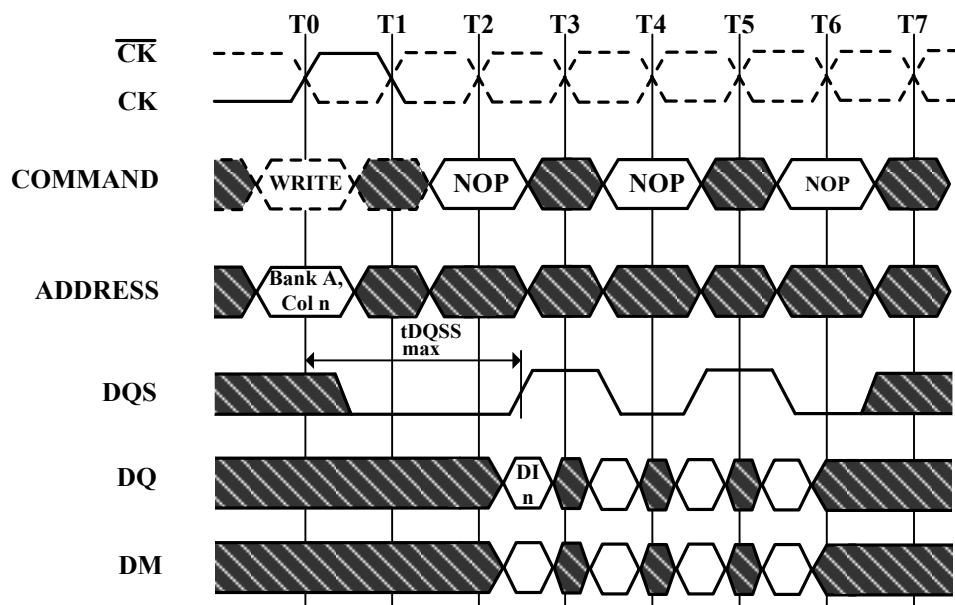 T0 T1 T2 T3 T4 T5 T6 T7
CK
CK
COMMAND
WRITE NOP NOP NOP
ADDRESS
Bank A,
Col n
tDQSS
max
DQS
DQ
DI
n
DM